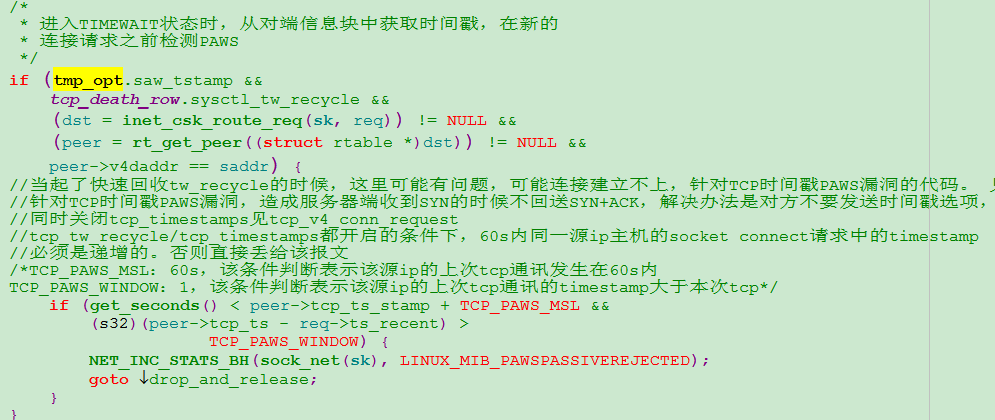 /*
 * 进入TIMEWAIT状态时，从对端信息块中获取时间戳，在新的
 * 连接请求之前检测PAWS
 */
if (tmp_opt.saw_tstamp &&
    tcp_death_row.sysctl_tw_recycle &&
    (dst = inet_csk_route_req(sk, req)) != NULL &&
    (peer = rt_get_peer((struct rtable *)dst)) != NULL &&
    peer->v4daddr == saddr) {
//当起了快速回收tw_recycle的时候，这里可能有问题，可能连接建立不上，针对TCP时间戳PAWS漏洞的代码。
//针对TCP时间戳PAWS漏洞，造成服务器端收到SYN的时候不回送SYN+ACK，解决办法是对方不要发送时间戳选项，
//同时关闭tcp_timestamps见tcp_v4_conn_request
//tcp_tw_recycle/tcp_timestamps都开启的条件下，60s内同一源ip主机的socket connect请求中的timestamp
//必须是递增的。否则直接丢给该报文
/*TCP_PAWS_MSL：60s，该条件判断表示该源ip的上次tcp通讯发生在60s内
TCP_PAWS_WINDOW：1，该条件判断表示该源ip的上次tcp通讯的timestamp大于本次tcp*/
    if (get_seconds() < peer->tcp_ts_stamp + TCP_PAWS_MSL &&
        (s32)(peer->tcp_ts - req->ts_recent) >
                    TCP_PAWS_WINDOW) {
        NET_INC_STATS_BH(sock_net(sk), LINUX_MIB_PAWSPASSIVEREJECTED);
        goto ↓drop_and_release;
    }
}